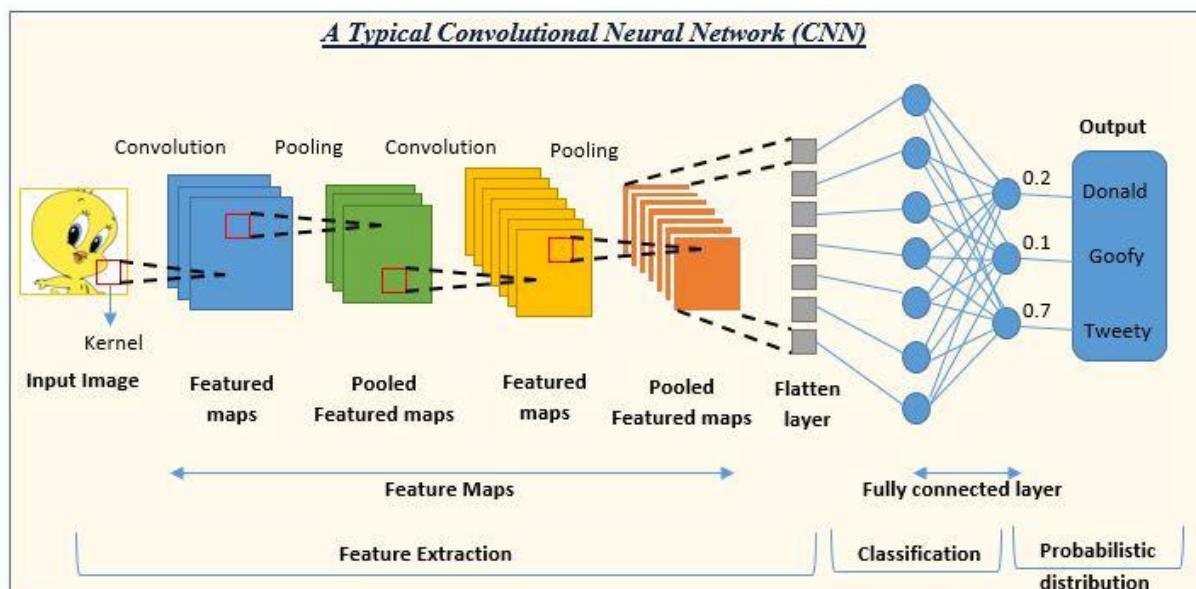 A Typical Convolutional Neural Network (CNN)
Convolution
Pooling
Convolution
Pooling
Output
0.2
Donald
0.1
Goofy
0.7
Tweety
Kernel
Input Image
Featured
maps
Pooled
Featured maps
Featured
maps
Pooled
Featured maps
Flatten
layer
Feature Maps
Fully connected layer
Feature Extraction
Classification
Probabilistic
distribution